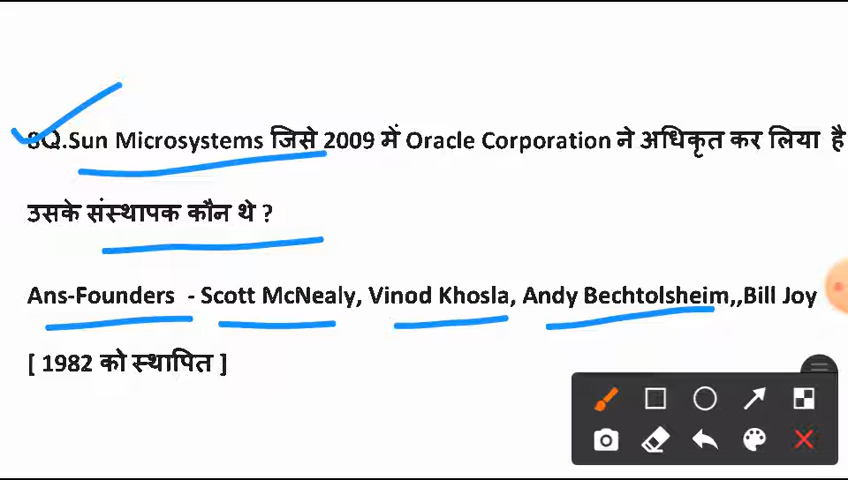 8Q.Sun Microsystems जिसे 2009 में Oracle Corporation ने अधिकृत कर लिया है
उसके संस्थापक कौन थे ?
Ans-Founders - Scott McNealy, Vinod Khosla, Andy Bechtolsheim,,Bill Joy
[ 1982 को स्थापित ]